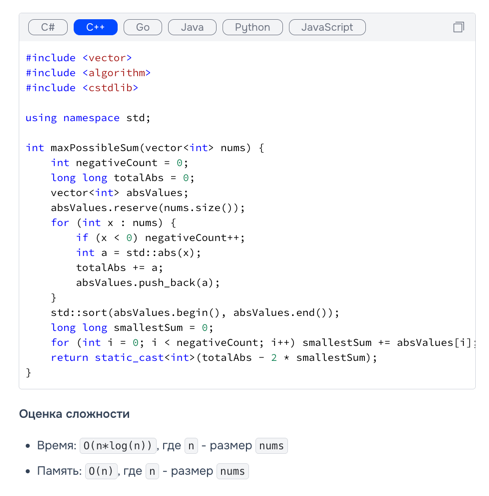 C# C++ Go Java Python JavaScript
#include <vector>
#include <algorithm>
#include <cstdlib>
using namespace std;
int maxPossibleSum(vector<int> nums) {
    int negativeCount = 0;
    long long totalAbs = 0;
    vector<int> absValues;
    absValues.reserve(nums.size());
    for (int x : nums) {
        if (x < 0) negativeCount++;
        int a = std::abs(x);
        totalAbs += a;
        absValues.push_back(a);
    }
    std::sort(absValues.begin(), absValues.end());
    long long smallestSum = 0;
    for (int i = 0; i < negativeCount; i++) smallestSum += absValues[i];
    return static_cast<int>(totalAbs - 2 * smallestSum);
}
Оценка сложности
• Время: O(n*log(n)), где n - размер nums
• Память: O(n), где n - размер nums